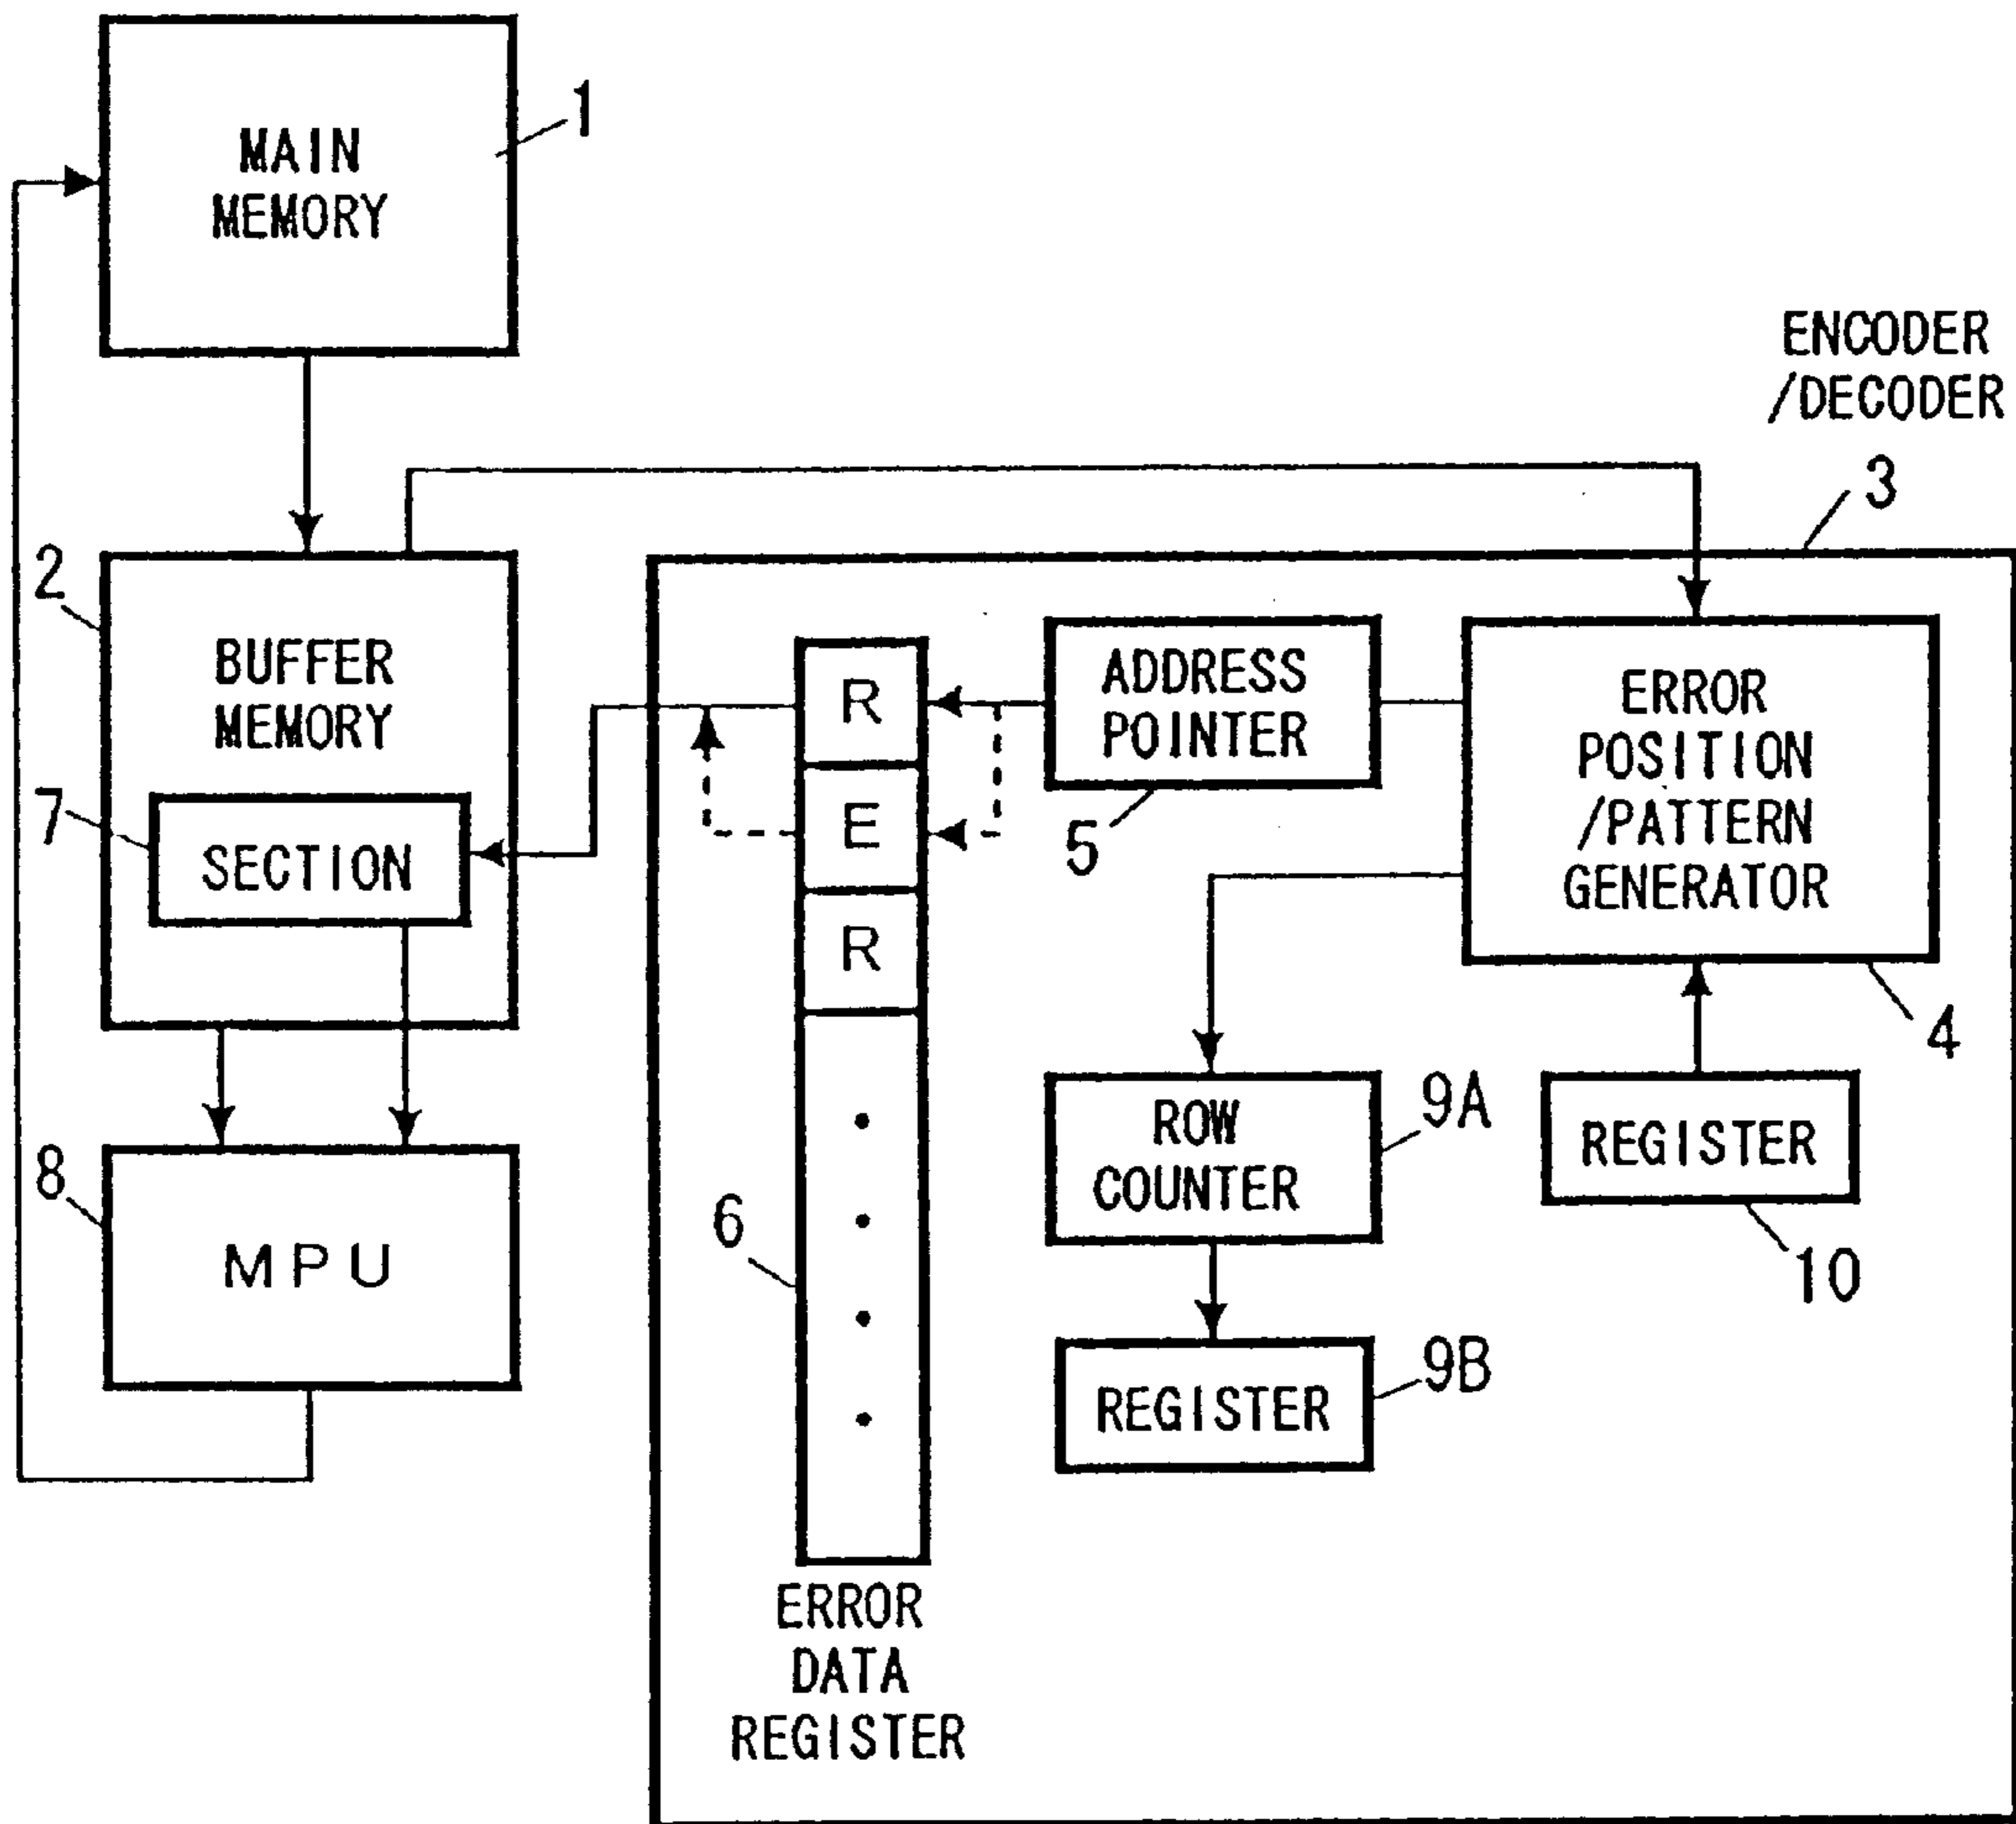 MAIN
MEMORY
1
ENCODER
/DECODER
3
2
BUFFER
MEMORY
7
SECTION
R
E
R
ADDRESS
POINTER
5
ERROR
POSITION
/PATTERN
GENERATOR
4
8
MPU
6
ROW
COUNTER
9A
REGISTER
10
REGISTER
9B
ERROR
DATA
REGISTER